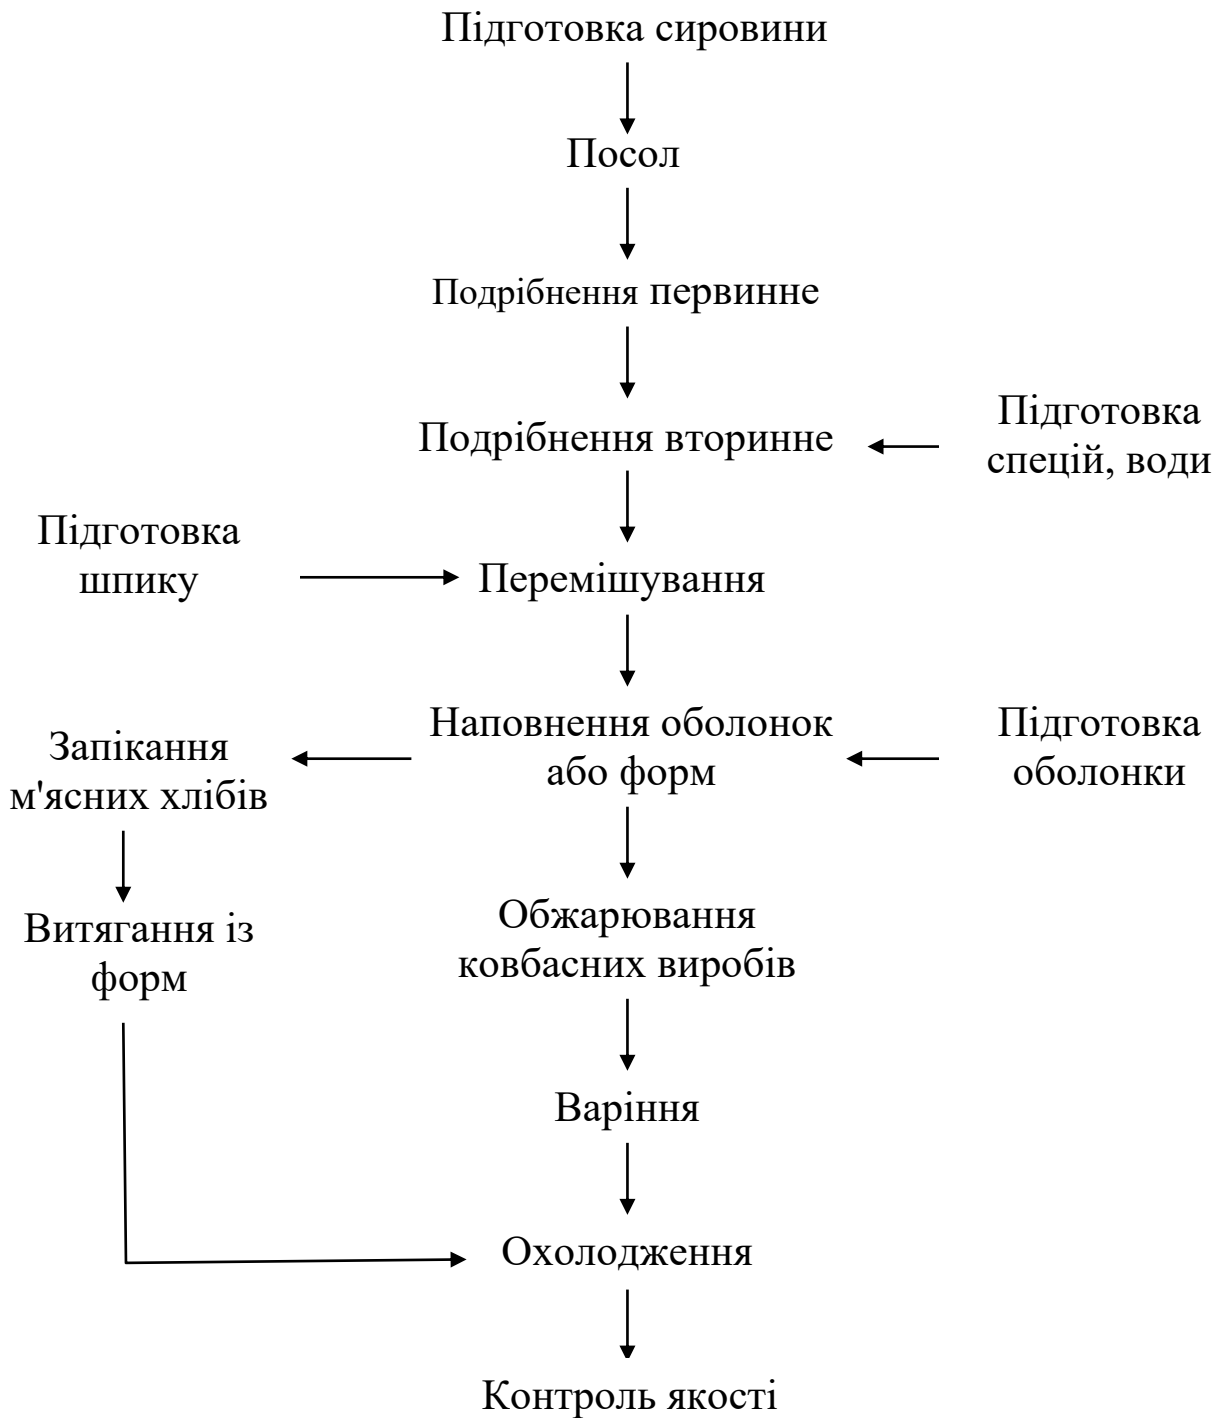 Підготовка сировини
Посол
Подрібнення первинне
Подрібнення вторинне
Підготовка
спецій, води
Підготовка
шпику
Перемішування
Наповнення оболонок
або форм
Підготовка
оболонки
Запікання
м'ясних хлібів
Витягання із
форм
Обжарювання
ковбасних виробів
Варіння
Охолодження
Контроль якості